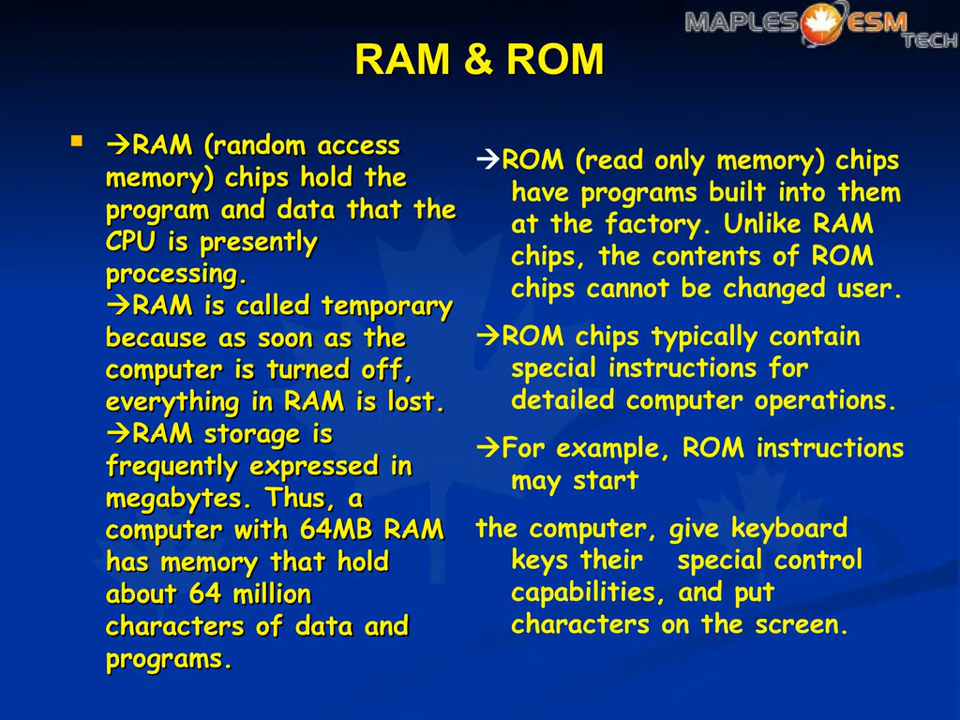 MAPLES ESM TECH
RAM & ROM
→RAM (random access
memory) chips hold the
program and data that the
CPU is presently
processing.
→RAM is called temporary
because as soon as the
computer is turned off,
everything in RAM is lost.
→RAM storage is
frequently expressed in
megabytes. Thus, a
computer with 64MB RAM
has memory that hold
about 64 million
characters of data and
programs.
→ROM (read only memory) chips
have programs built into them
at the factory. Unlike RAM
chips, the contents of ROM
chips cannot be changed user.
→ROM chips typically contain
special instructions for
detailed computer operations.
→For example, ROM instructions
may start
the computer, give keyboard
keys their special control
capabilities, and put
characters on the screen.